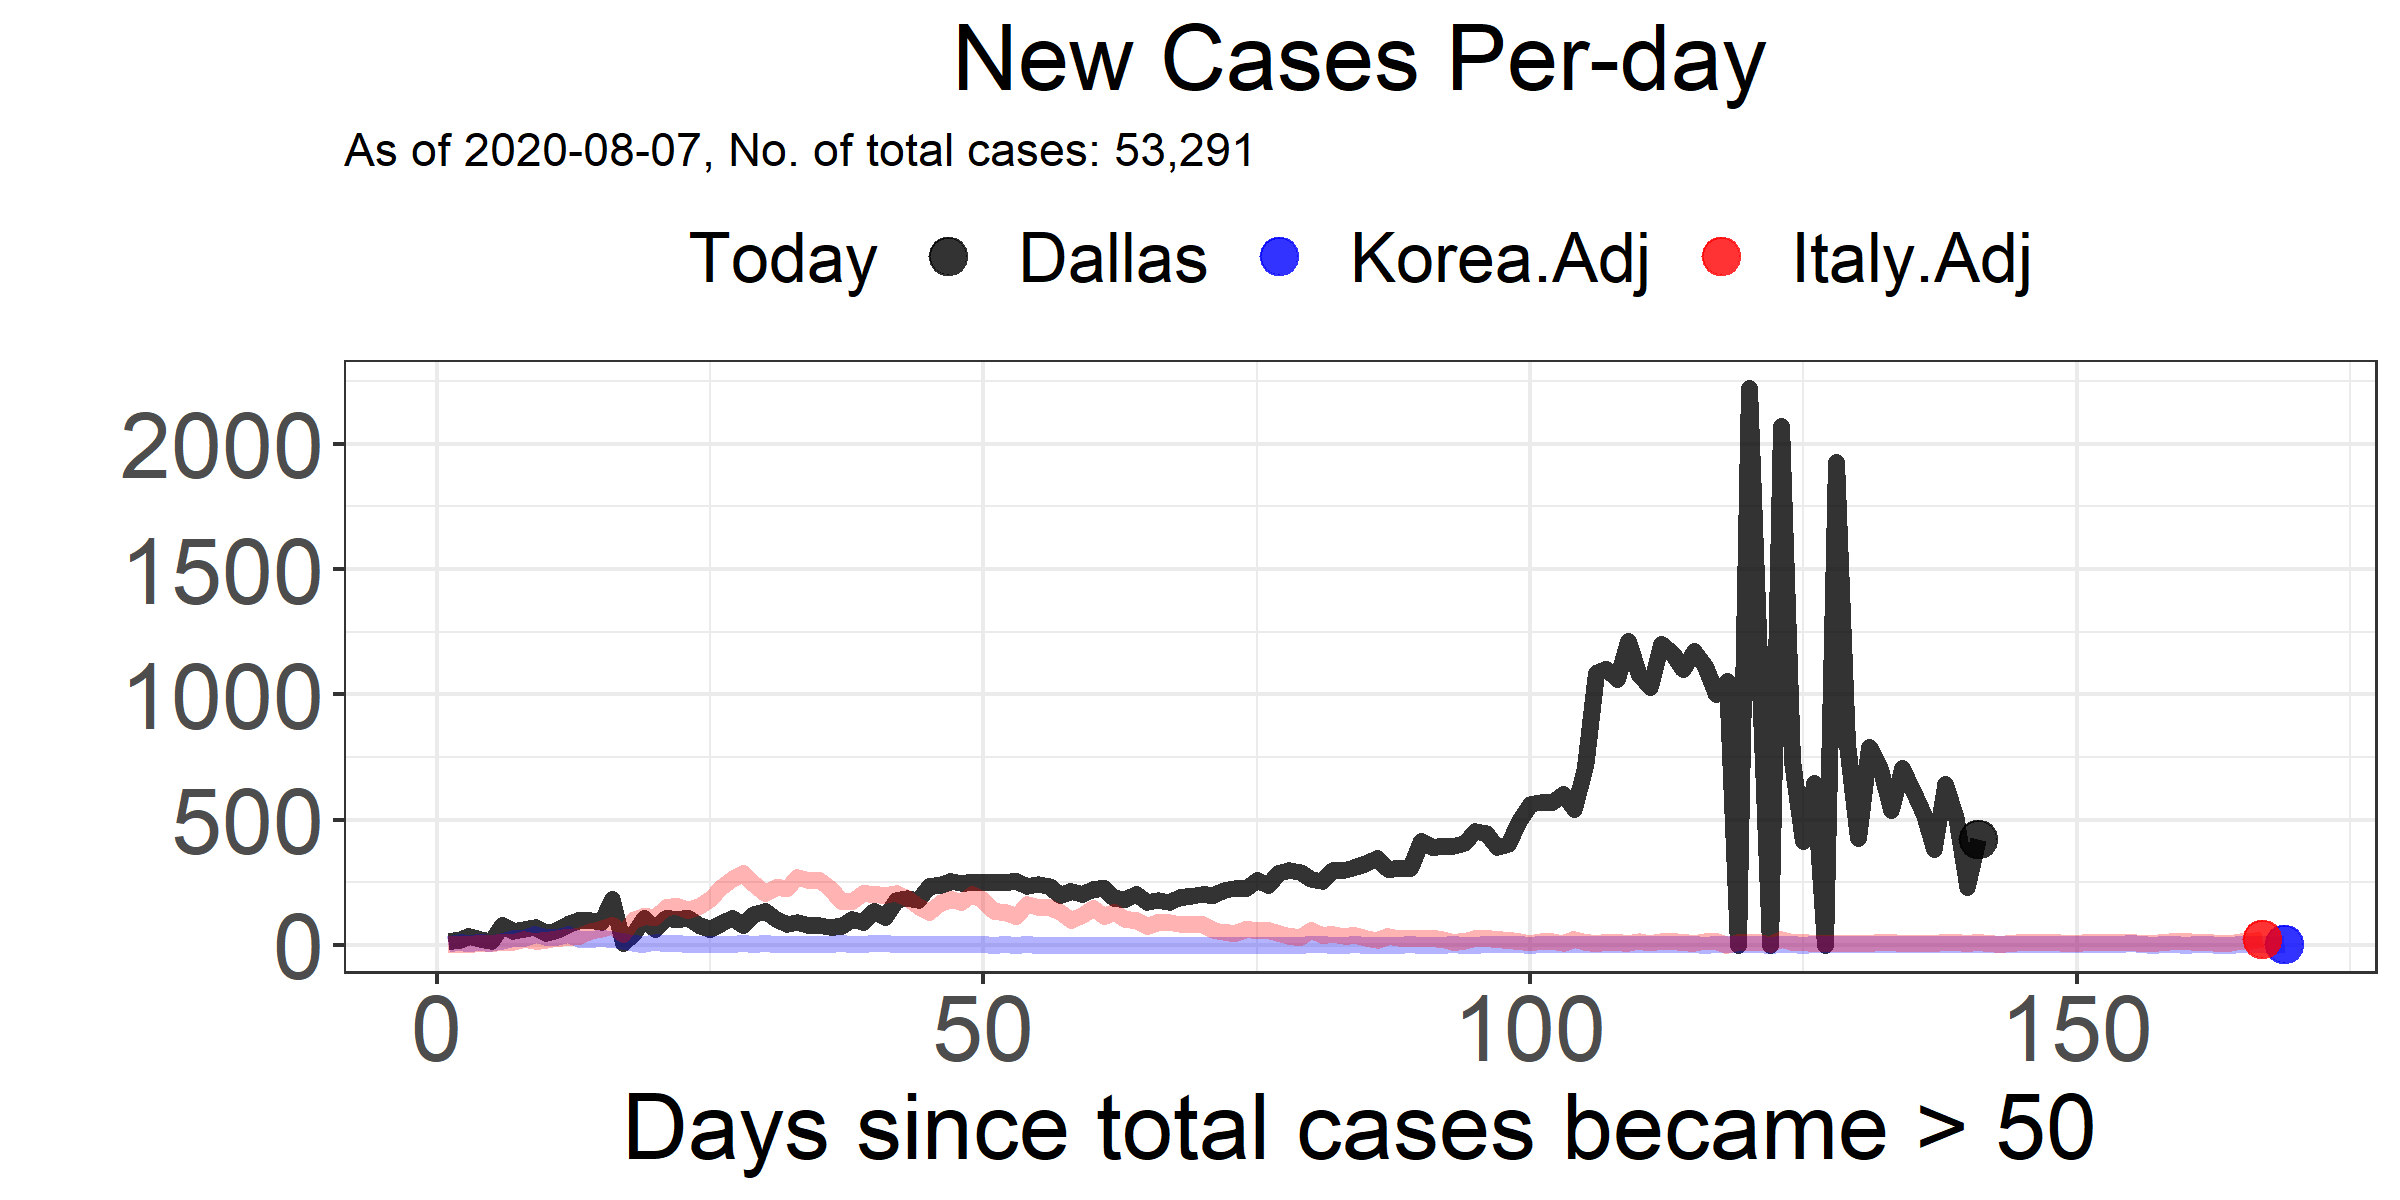 New Cases Per-day
As of 2020-08-07, No. of total cases: 53,291
Today Dallas Korea.Adj Italy.Adj
2000
1500
1000
500
0
0 50 100 150
Days since total cases became > 50